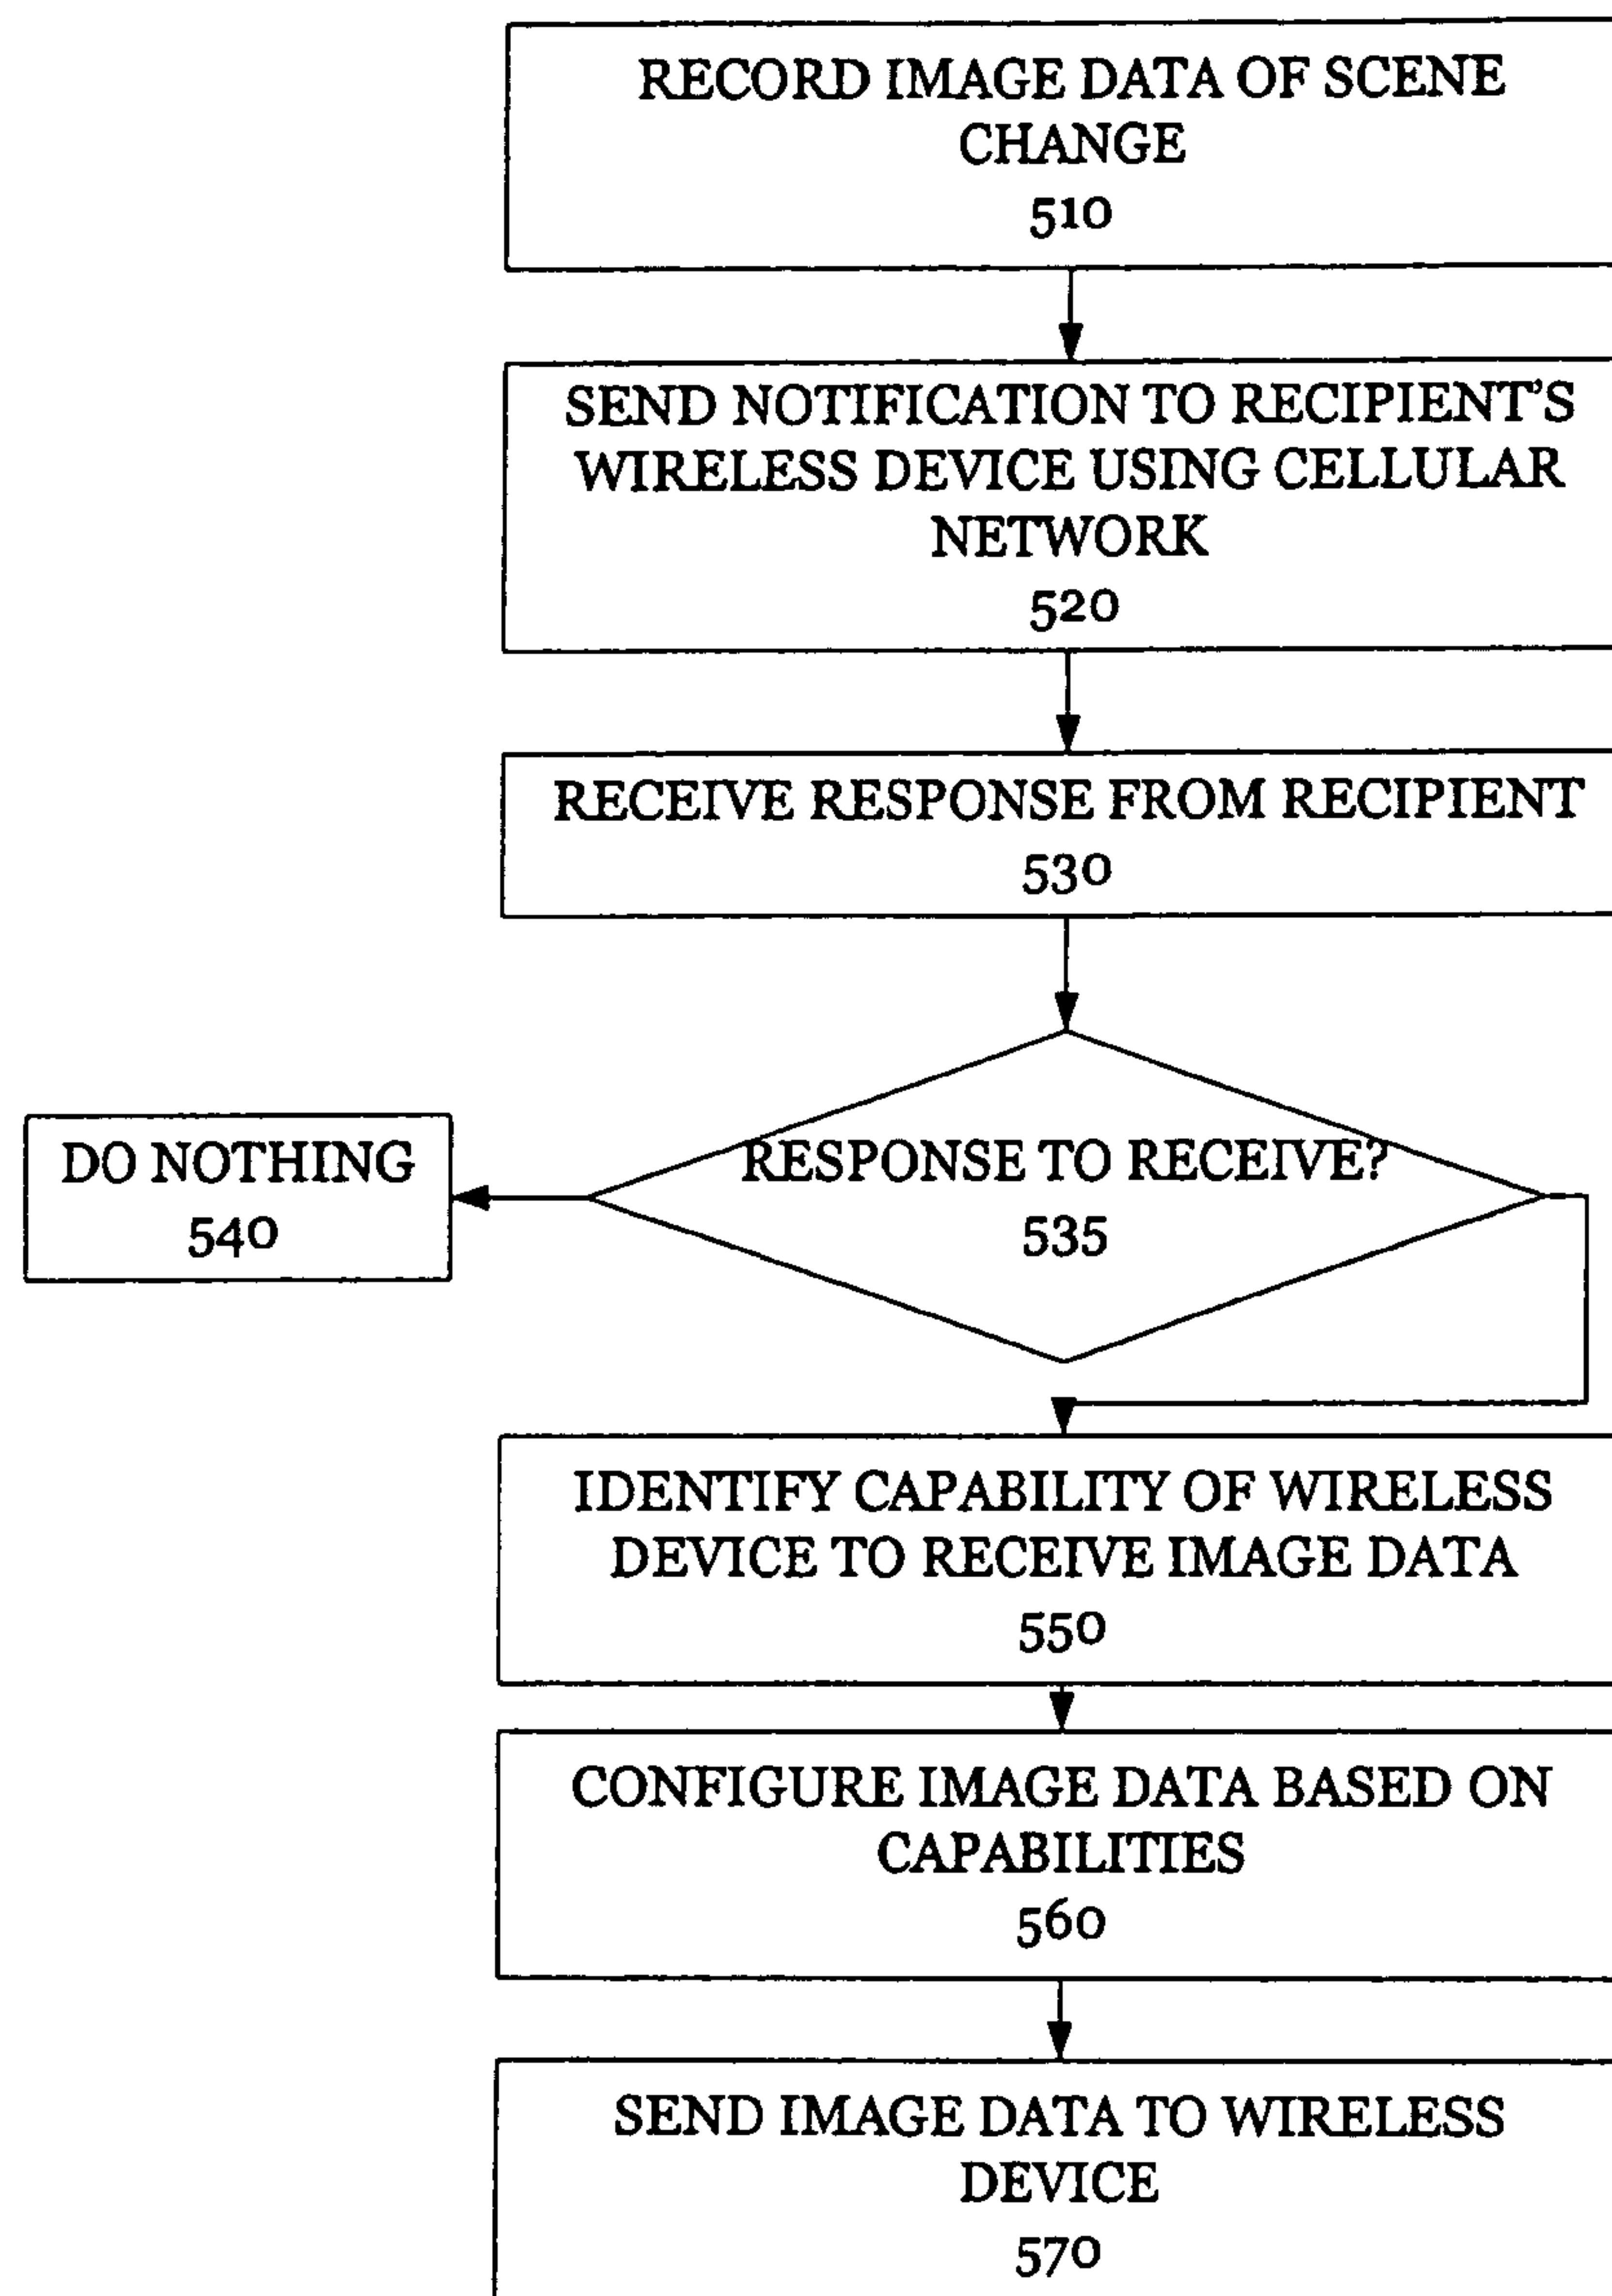 RECORD IMAGE DATA OF SCENE
CHANGE
510
SEND NOTIFICATION TO RECIPIENT'S
WIRELESS DEVICE USING CELLULAR
NETWORK
520
RECEIVE RESPONSE FROM RECIPIENT
530
RESPONSE TO RECEIVE?
535
DO NOTHING
540
IDENTIFY CAPABILITY OF WIRELESS
DEVICE TO RECEIVE IMAGE DATA
550
CONFIGURE IMAGE DATA BASED ON
CAPABILITIES
560
SEND IMAGE DATA TO WIRELESS
DEVICE
570